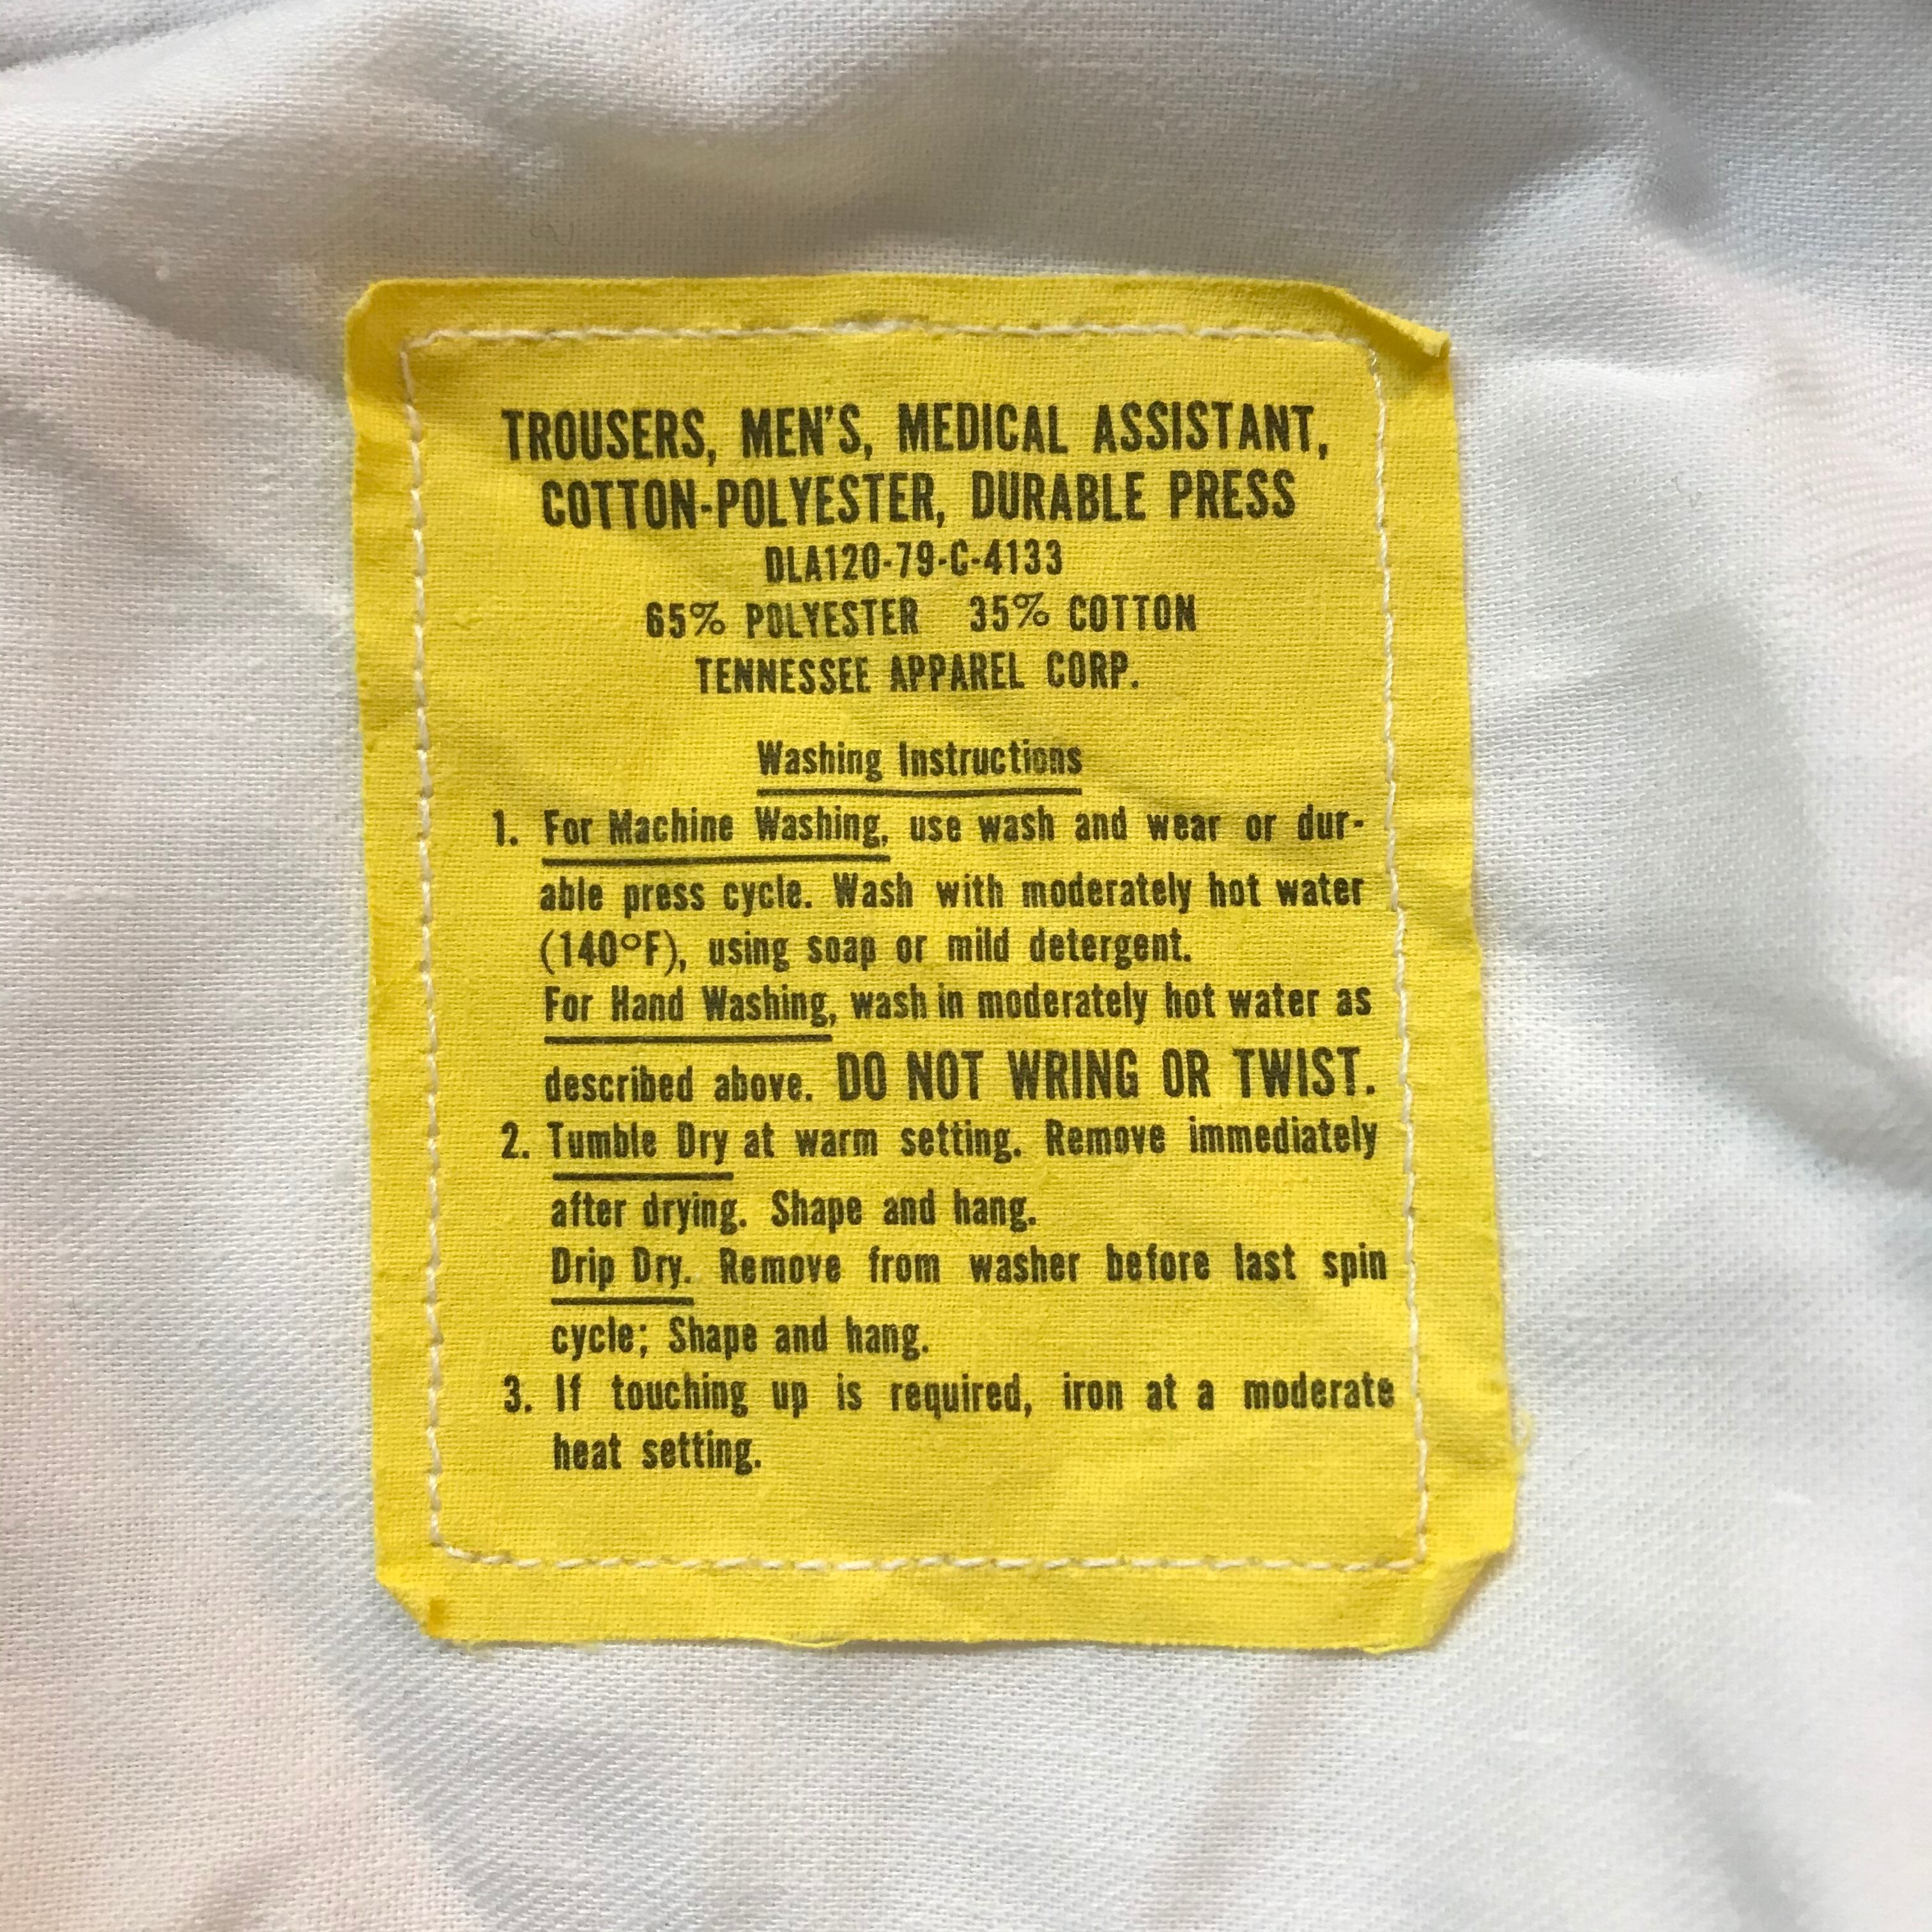 TROUSERS, MEN'S, MEDICAL ASSISTANT,
COTTON-POLYESTER, DURABLE PRESS
DLA120-79-C-4133
65% POLYESTER 35% COTTON
TENNESSEE APPAREL CORP.
Washing Instructions
1. For Machine Washing, use wash and wear or dur-
able press cycle. Wash with moderately hot water
(140°F), using soap or mild detergent.
For Hand Washing, wash in moderately hot water as
described above. DO NOT WRING OR TWIST.
2. Tumble Dry at warm setting. Remove immediately
after drying. Shape and hang.
Drip Dry. Remove from washer before last spin
cycle; Shape and hang.
3. If touching up is required, iron at a moderate
heat setting.